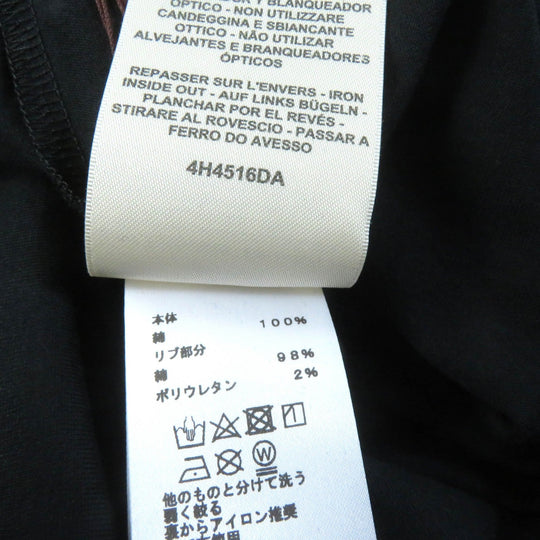 Y BLANQUEADOR
ÓPTICO - NON UTILIZZARE
CANDEGGINA E SBIANCANTE
OTTICO - NÃO UTILIZAR
ALVEJANTES E BRANQUEADORES
ÓPTICOS
REPASSER SUR L'ENVERS - IRON
INSIDE OUT - AUF LINKS BÜGELN -
PLANCHAR POR EL REVÉS -
STIRARE AL ROVESCIO - PASSAR A
FERRO DO AVESSO
4H4516DA
本体
綿 100%
リブ部分
綿 98%
ポリウレタン 2%
W
他のものと分けて洗う
弱く絞る
裏からアイロン推奨